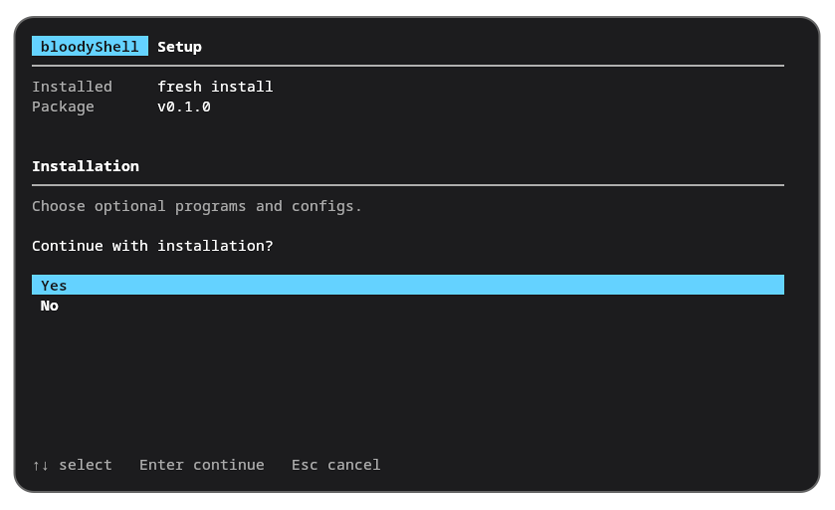 bloodyShell Setup
Installed fresh install
Package v0.1.0
Installation
Choose optional programs and configs.
Continue with installation?
Yes
No
↑↓ select Enter continue Esc cancel